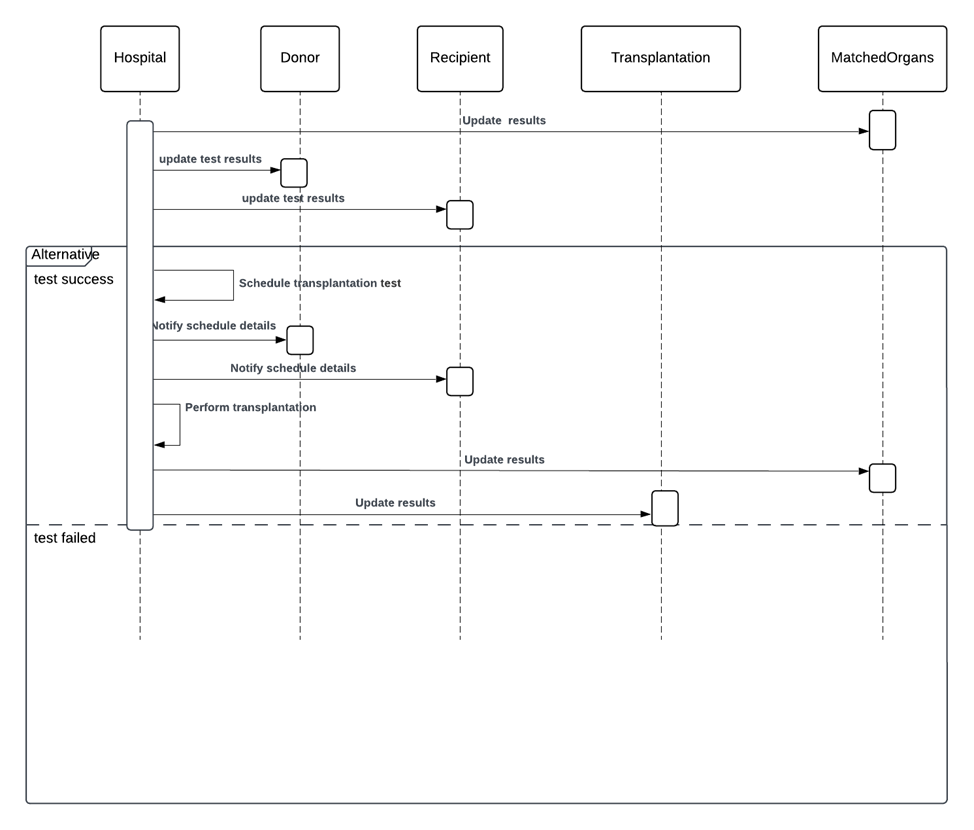 Hospital
Donor
Recipient
Transplantation
MatchedOrgans
Update results
update test results
update test results
Alternative
test success
Schedule transplantation test
Notify schedule details
Notify schedule details
Perform transplantation
Update results
Update results
test failed